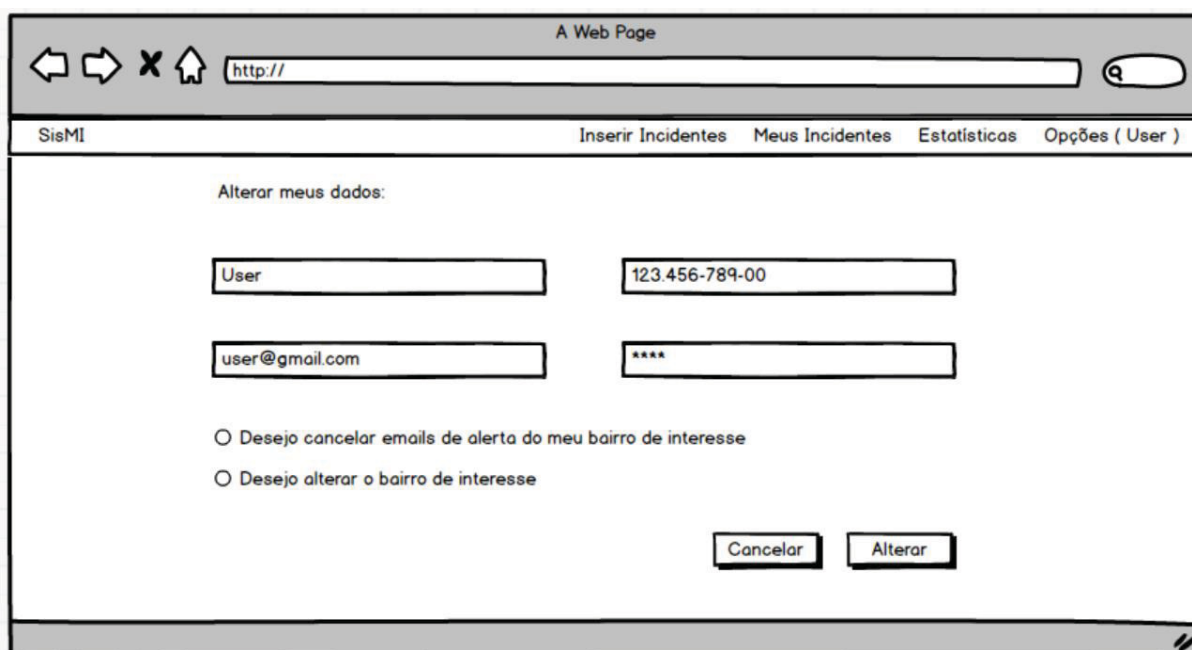 A Web Page
http://
SisMI Inserir Incidentes Meus Incidentes Estatísticas Opções ( User )
Alterar meus dados:
User 123.456-789-00
user@gmail.com ****
Desejo cancelar emails de alerta do meu bairro de interesse
Desejo alterar o bairro de interesse
Cancelar Alterar